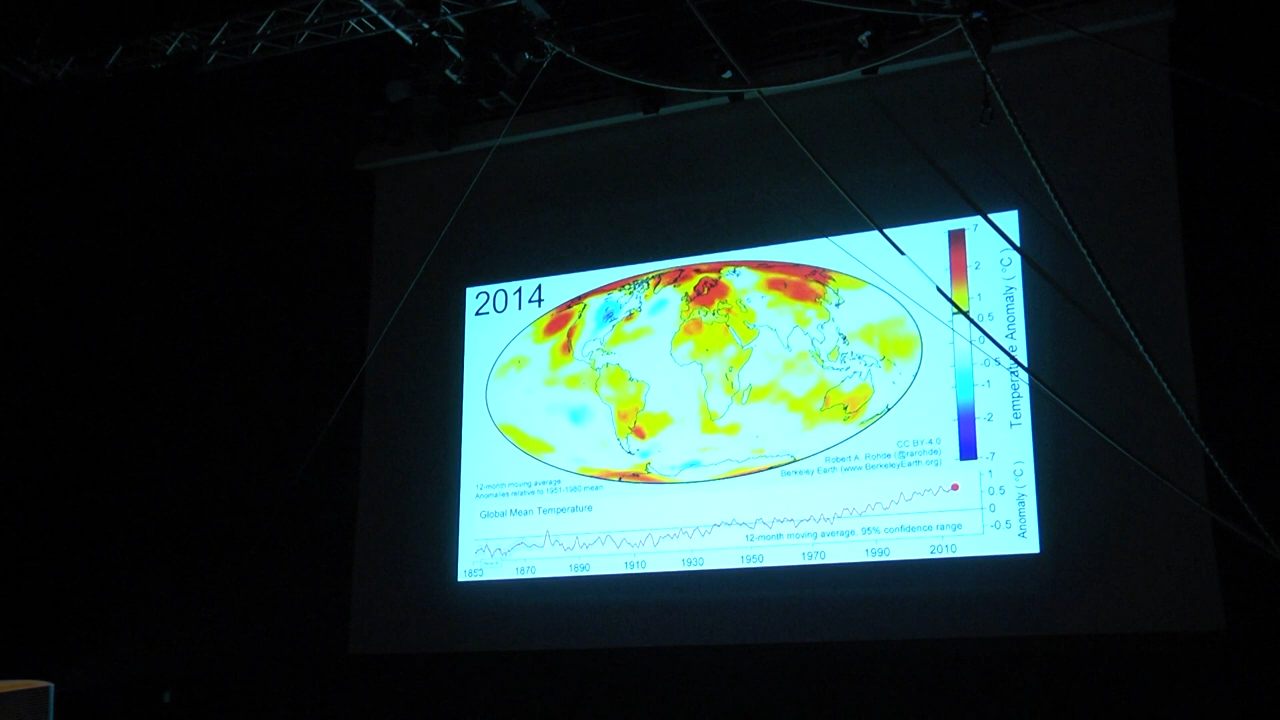 2014
7
2
1
0.5
0
-0.5
-1
-2
-7
Temperature Anomaly (°C)
CC BY-4.0
Robert A. Rohde (@rarohde)
Berkeley Earth (www.BerkeleyEarth.org)
12-month moving average
Anomalies relative to 1951-1980 mean
Global Mean Temperature
1
0.5
0
-0.5
Anomaly (°C)
12-month moving average, 95% confidence range
1850 1870 1890 1910 1930 1950 1970 1990 2010